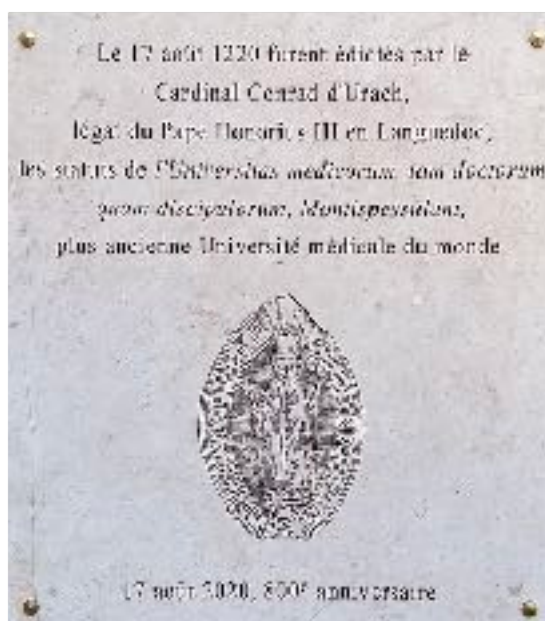 Le 17 août 1220 furent édictés par le
Cardinal Conrad d'Urach,
légat du Pape Honorius III en Languedoc,
les statuts de l'Universitas medicorum, tam doctorum
quam discipulorum, Montispessulani,
plus ancienne Université médicale du monde
17 août 2020, 800e anniversaire